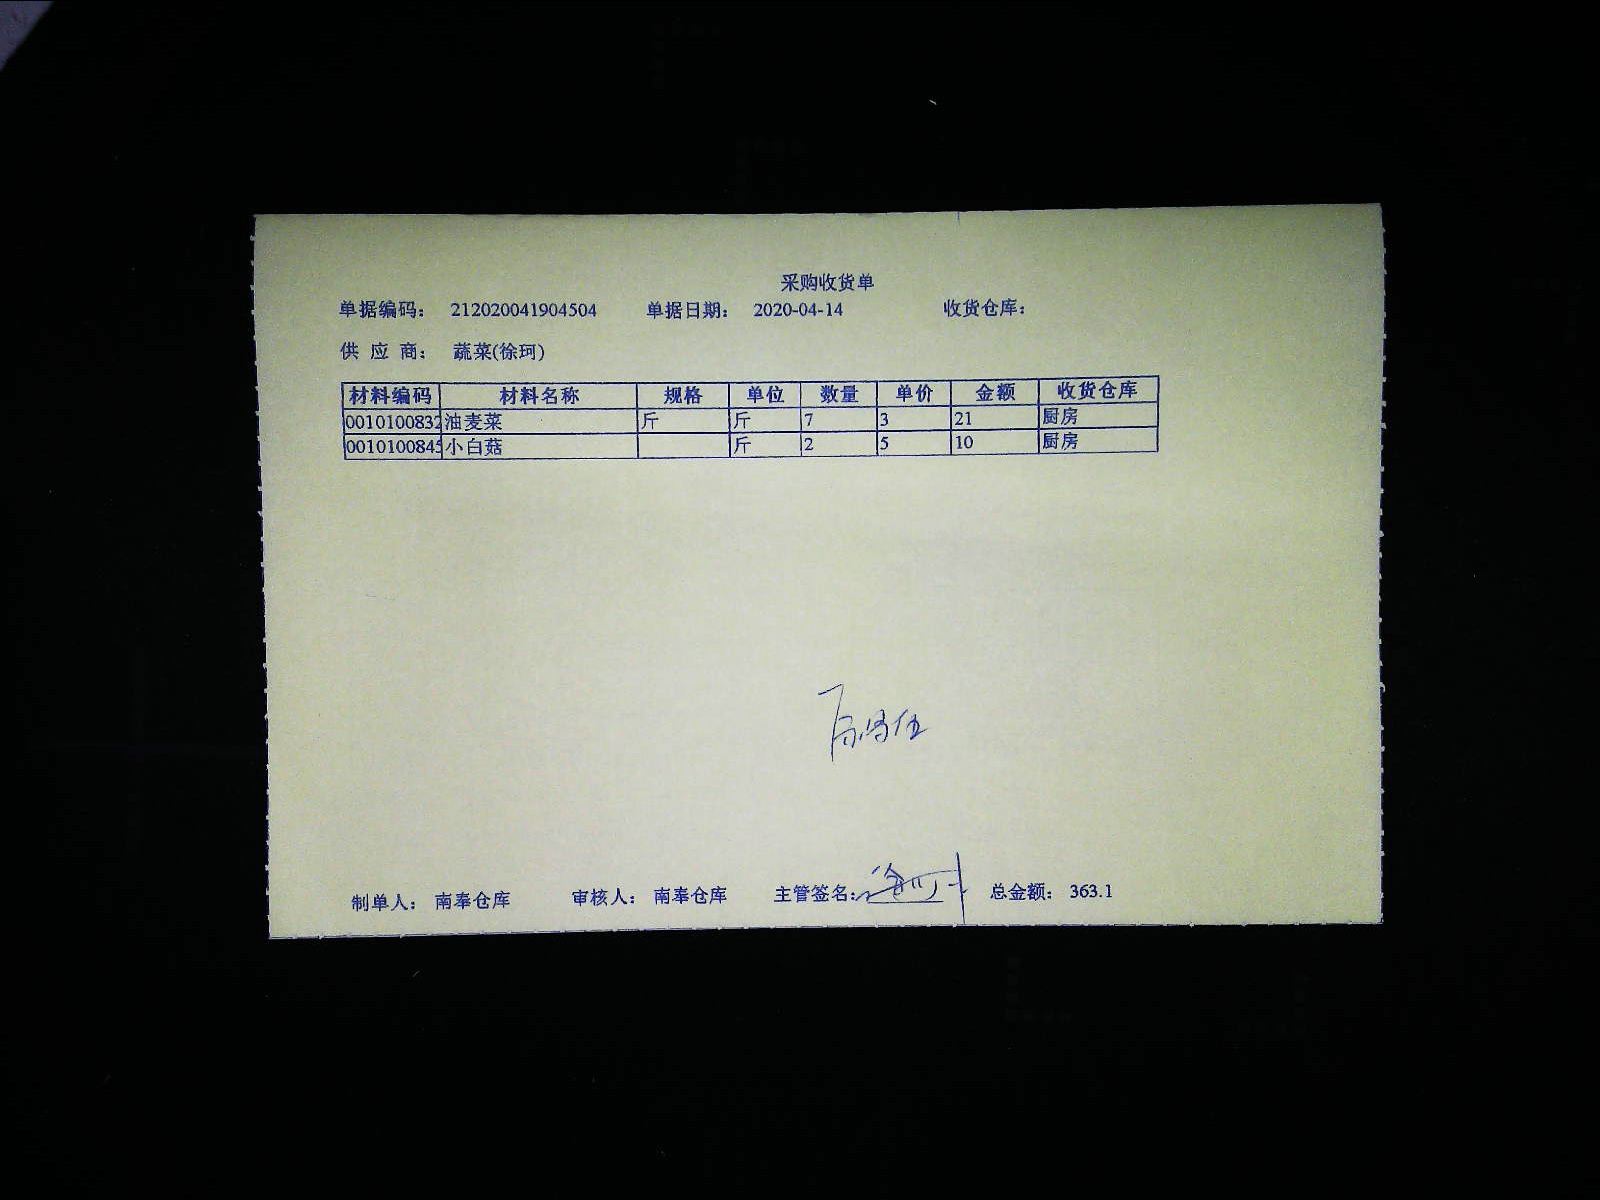 采购收货单
单据编码： 212020041904504 单据日期： 2020-04-14 收货仓库：
供 应 商： 蔬菜(徐珂)
材料编码 材料名称 规格 单位 数量 单价 金额 收货仓库
0010100832 油麦菜 斤 斤 7 3 21 厨房
0010100845 小白菇 斤 2 5 10 厨房
制单人： 南奉仓库 审核人： 南奉仓库 主管签名： 总金额： 363.1